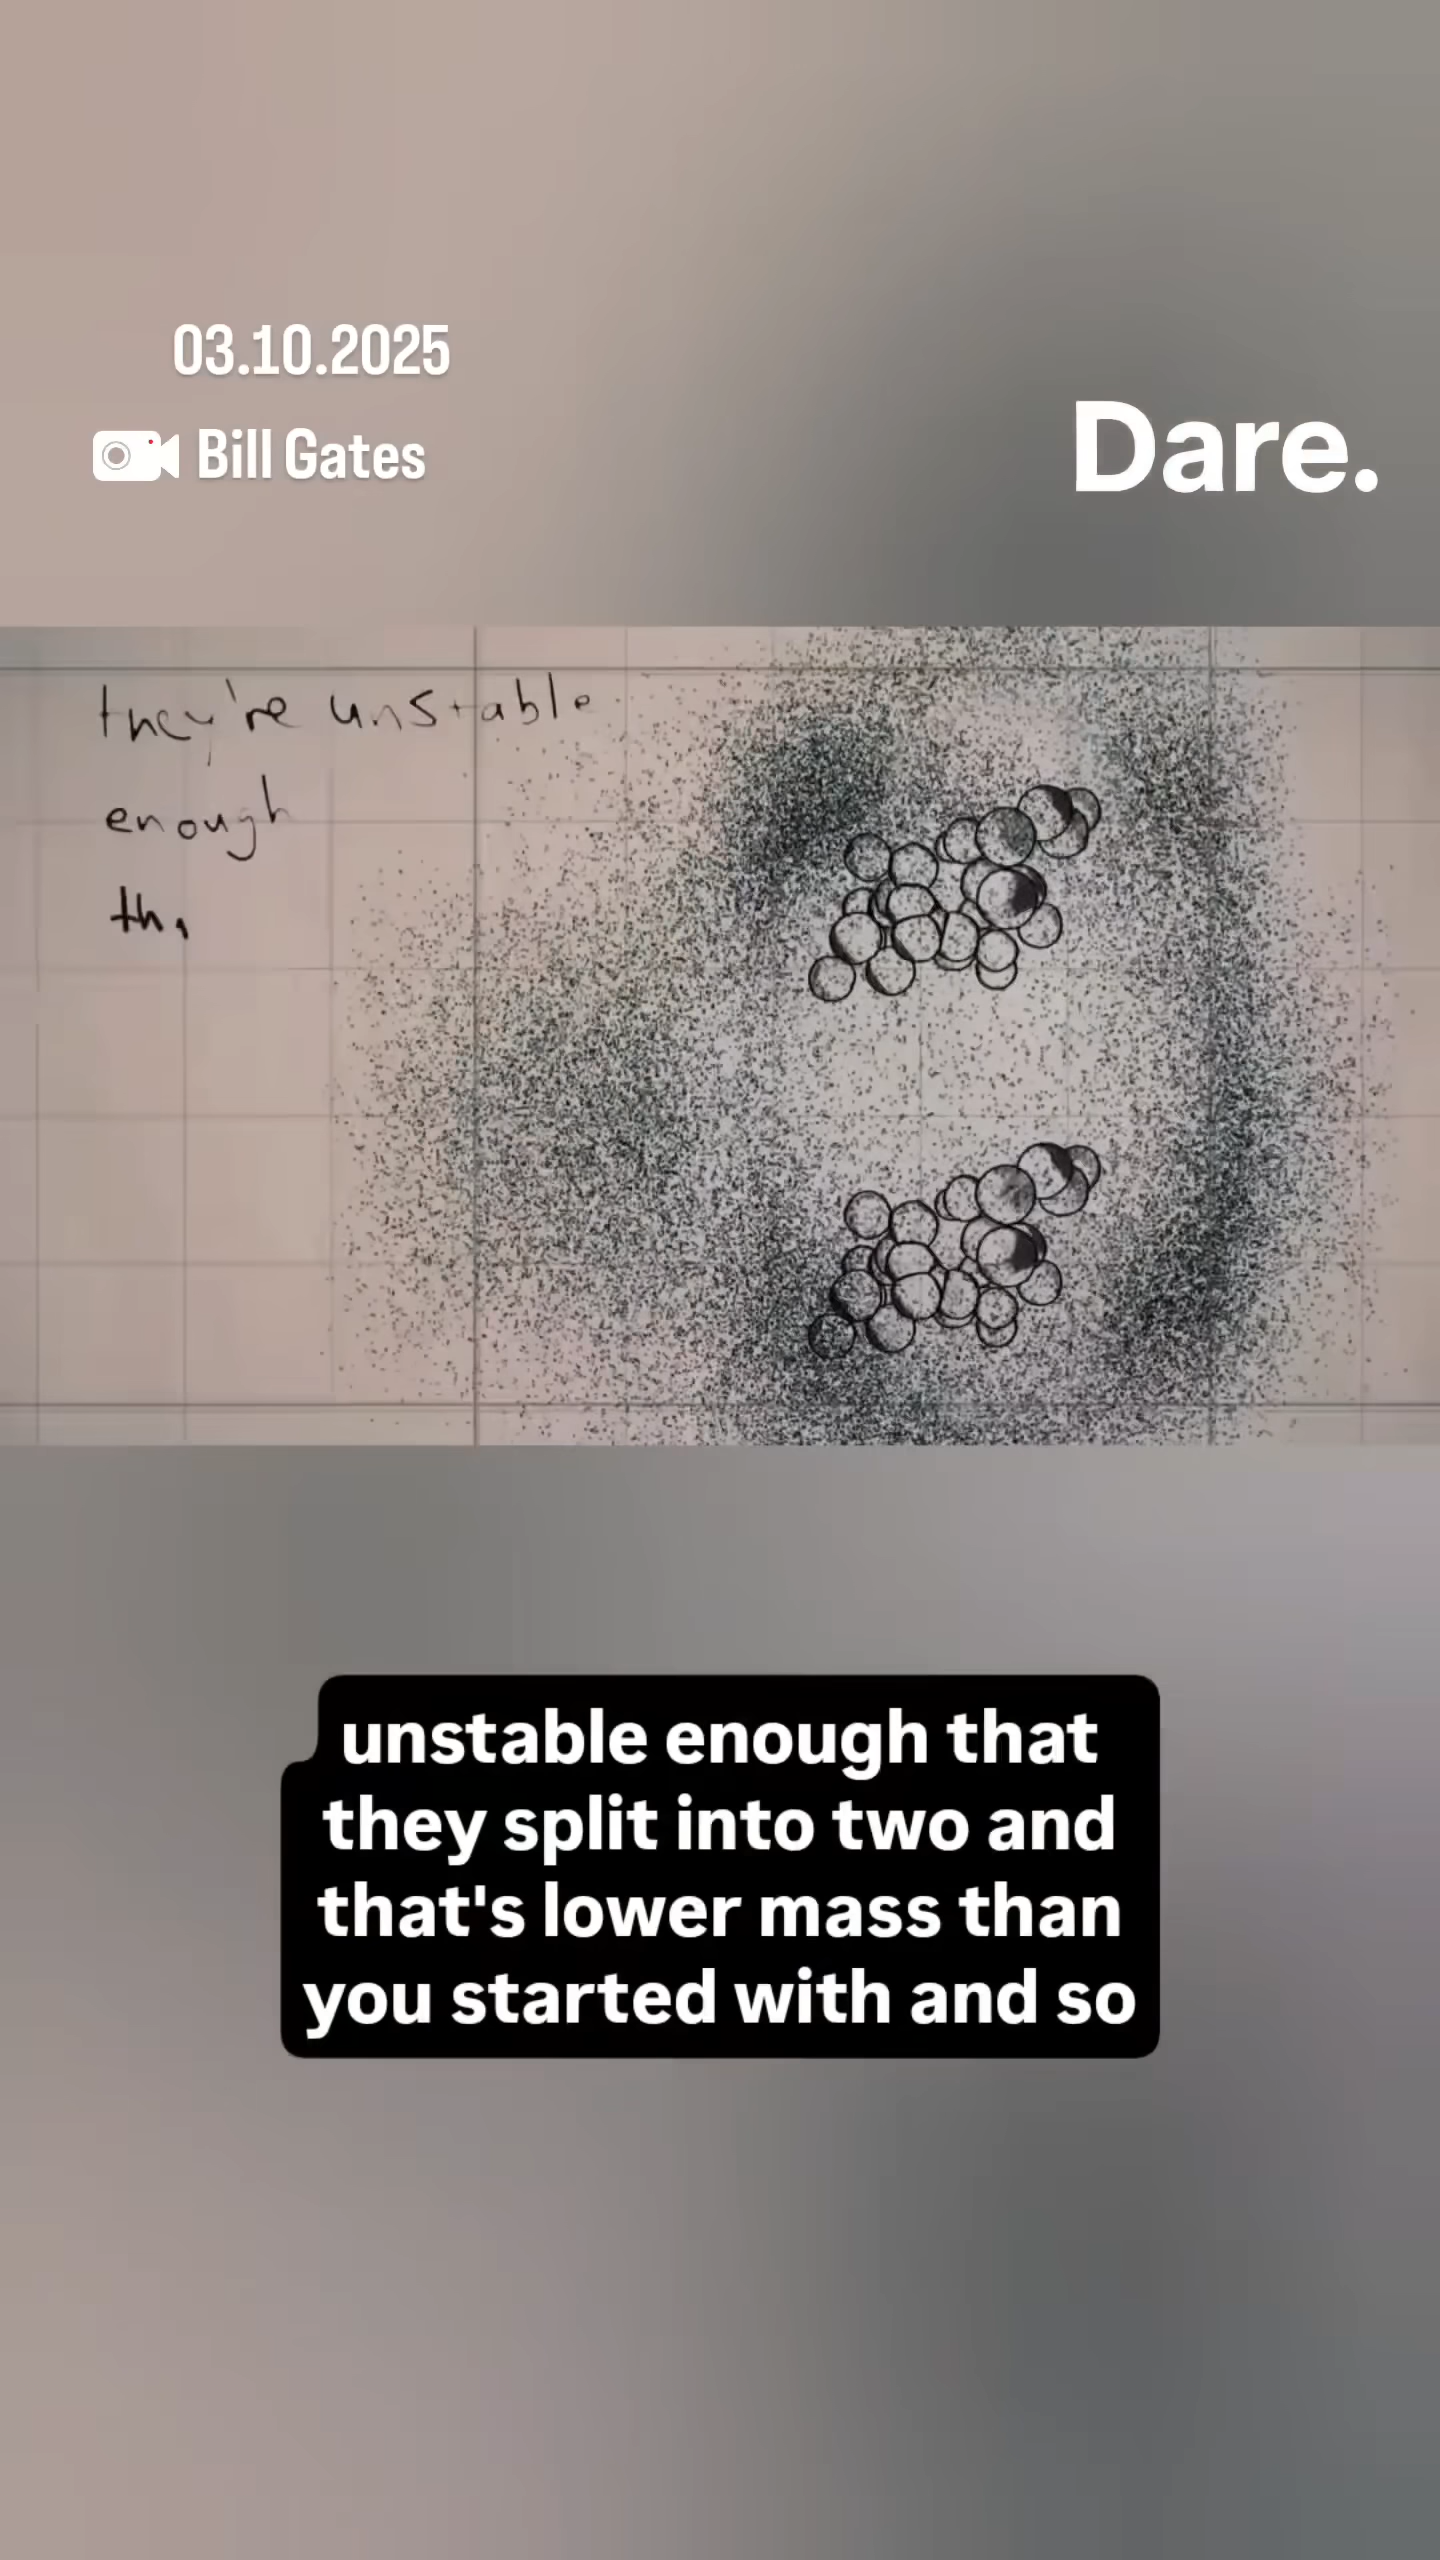 03.10.2025
Bill Gates
Dare.
they're unstable
enough
unstable enough that
they split into two and
that's lower mass than
you started with and so